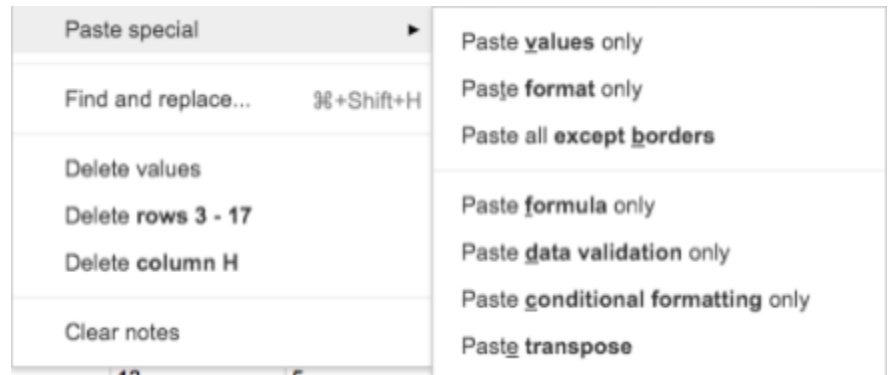 Paste special ►
Find and replace... ⌘+Shift+H
Delete values
Delete rows 3 - 17
Delete column H
Clear notes
Paste values only
Paste format only
Paste all except borders
Paste formula only
Paste data validation only
Paste conditional formatting only
Paste transpose